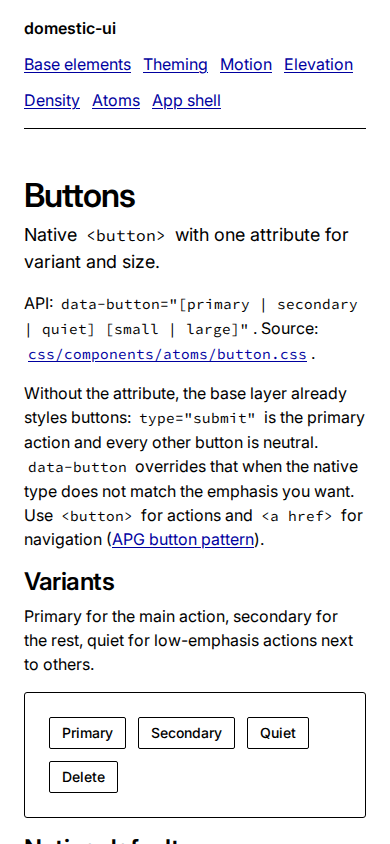 domestic-ui
Base elements Theming Motion Elevation
Density Atoms App shell
Buttons
Native <button> with one attribute for
variant and size.
API: data-button="[primary | secondary
| quiet] [small | large]" . Source:
css/components/atoms/button.css .
Without the attribute, the base layer already
styles buttons: type="submit" is the primary
action and every other button is neutral.
data-button overrides that when the native
type does not match the emphasis you want.
Use <button> for actions and <a href> for
navigation (APG button pattern).
Variants
Primary for the main action, secondary for
the rest, quiet for low-emphasis actions next
to others.
Primary Secondary Quiet
Delete